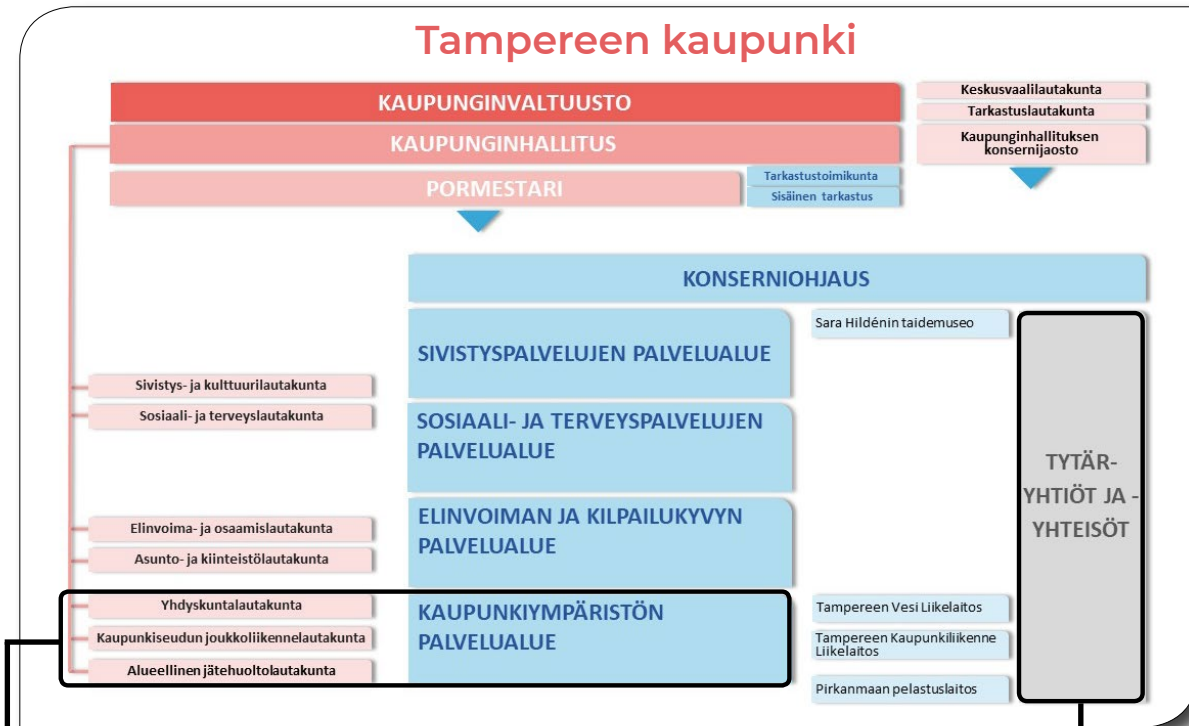 Tampereen kaupunki
KAUPUNGINVALTUUSTO
Keskusvaalilautakunta
Tarkastuslautakunta
KAUPUNGINHALLITUS
Kaupunginhallituksen
konsernijaosto
PORMESTARI
Tarkastustoimikunta
Sisäinen tarkastus
KONSERNIOHJAUS
SIVISTYSPALVELUJEN PALVELUALUE
Sara Hildénin taidemuseo
Sivistys- ja kulttuurilautakunta
Sosiaali- ja terveyslautakunta
SOSIAALI- JA TERVEYSPALVELUJEN
PALVELUALUE
TYTÄR-
YHTIÖT JA -
YHTEISÖT
Elinvoima- ja osaamislautakunta
Asunto- ja kiinteistölautakunta
ELINVOIMAN JA KILPAILUKYVYN
PALVELUALUE
Yhdyskuntalautakunta
Kaupunkiseudun joukkoliikennelautakunta
Alueellinen jätehuoltolautakunta
KAUPUNKIYMPÄRISTÖN
PALVELUALUE
Tampereen Vesi Liikelaitos
Tampereen Kaupunkiliikenne
Liikelaitos
Pirkanmaan pelastuslaitos